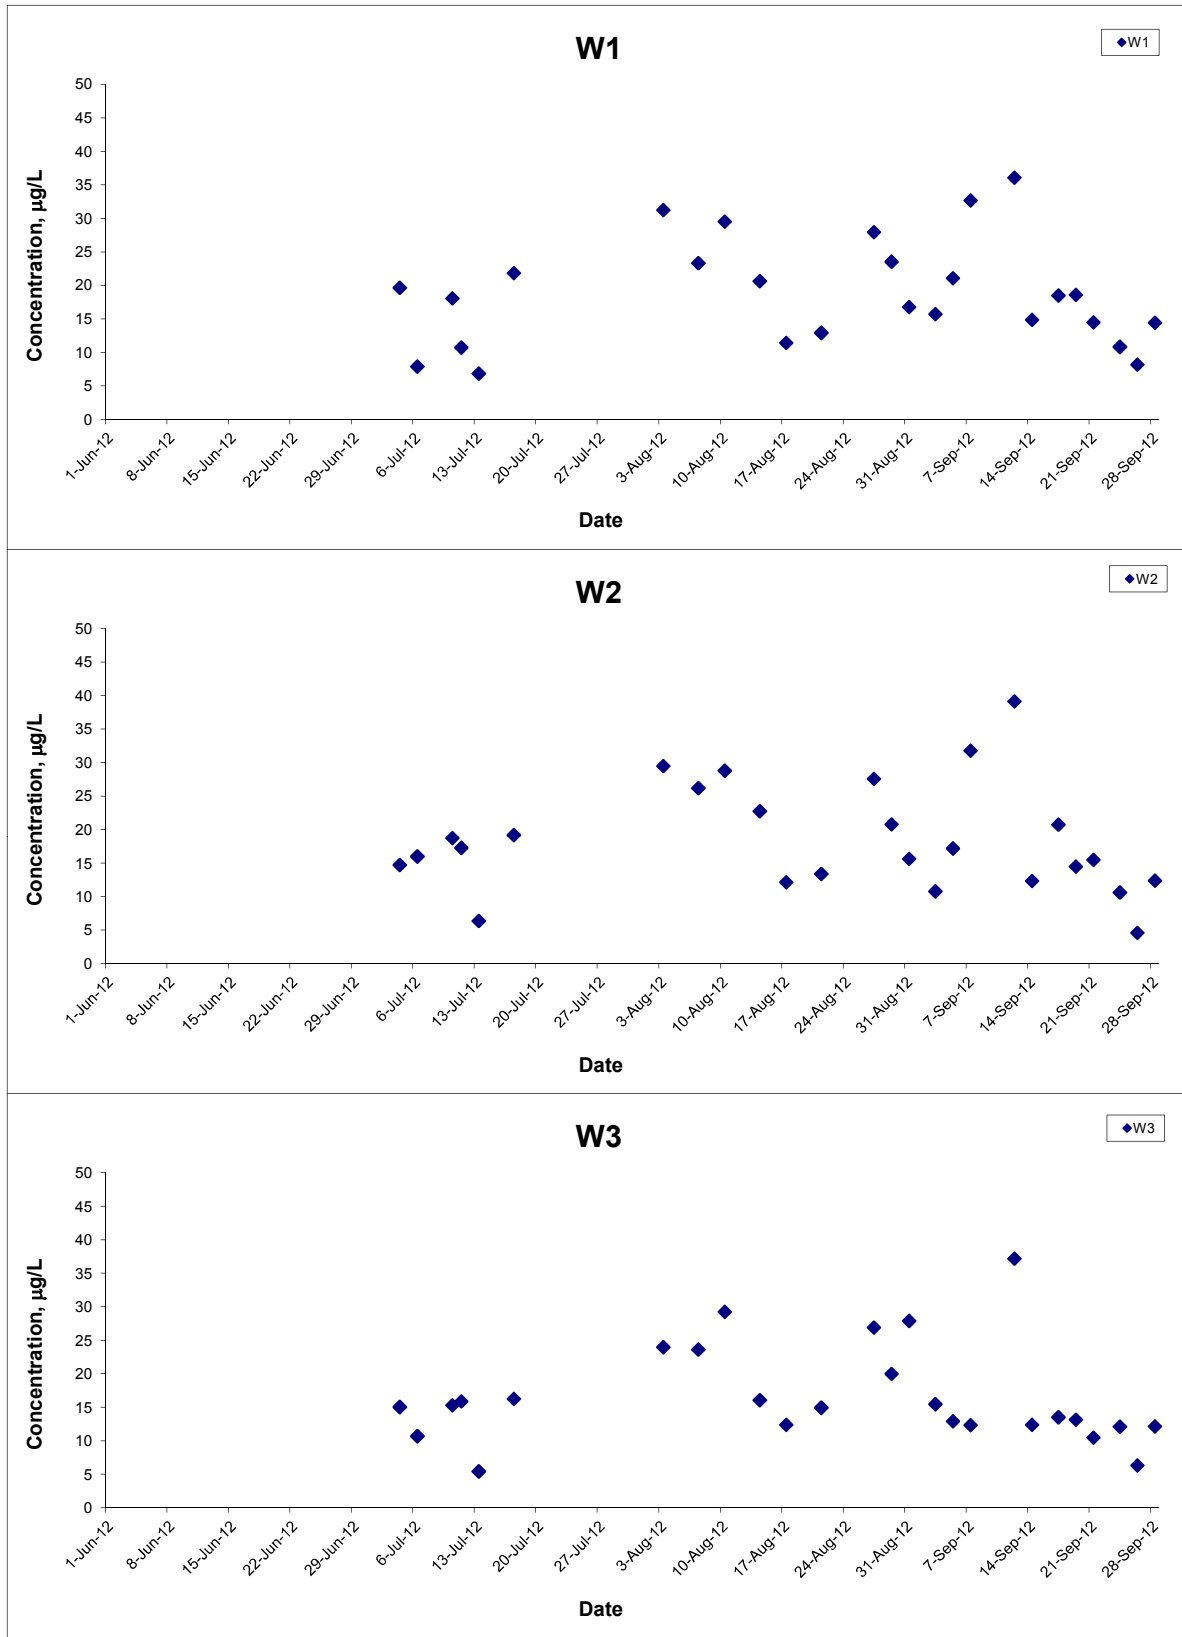 W1
W1
50
45
40
35
30
25
20
15
10
5
0
Concentration, µg/L
1-Jun-12
8-Jun-12
15-Jun-12
22-Jun-12
29-Jun-12
6-Jul-12
13-Jul-12
20-Jul-12
27-Jul-12
3-Aug-12
10-Aug-12
17-Aug-12
24-Aug-12
31-Aug-12
7-Sep-12
14-Sep-12
21-Sep-12
28-Sep-12
Date
W2
W2
50
45
40
35
30
25
20
15
10
5
0
Concentration, µg/L
1-Jun-12
8-Jun-12
15-Jun-12
22-Jun-12
29-Jun-12
6-Jul-12
13-Jul-12
20-Jul-12
27-Jul-12
3-Aug-12
10-Aug-12
17-Aug-12
24-Aug-12
31-Aug-12
7-Sep-12
14-Sep-12
21-Sep-12
28-Sep-12
Date
W3
W3
50
45
40
35
30
25
20
15
10
5
0
Concentration, µg/L
1-Jun-12
8-Jun-12
15-Jun-12
22-Jun-12
29-Jun-12
6-Jul-12
13-Jul-12
20-Jul-12
27-Jul-12
3-Aug-12
10-Aug-12
17-Aug-12
24-Aug-12
31-Aug-12
7-Sep-12
14-Sep-12
21-Sep-12
28-Sep-12
Date